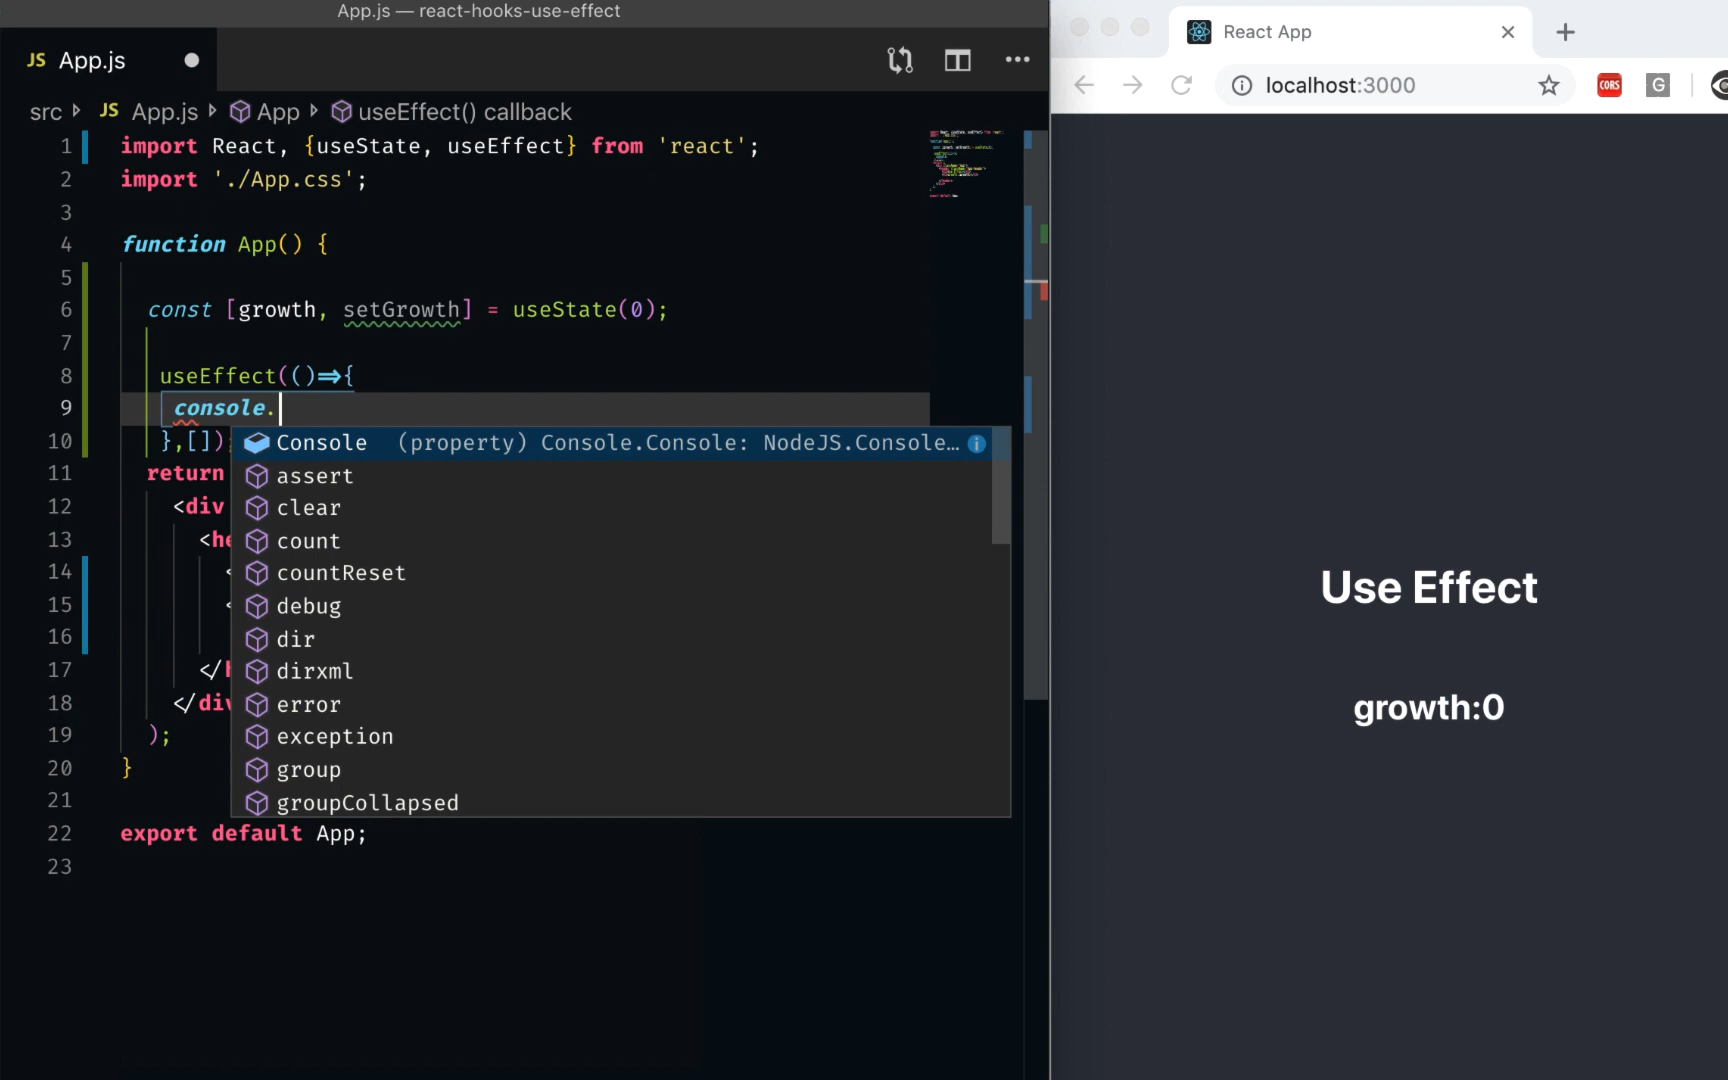 App.js — react-hooks-use-effect
JS App.js
src JS App.js App useEffect() callback
1 import React, {useState, useEffect} from 'react';
2 import './App.css';
3
4 function App() {
5
6 const [growth, setGrowth] = useState(0);
7
8 useEffect(()⇒{
9 console.
10 },[]);
Console (property) Console.Console: NodeJS.Console…
11 return
assert
12 <div
clear
13 <he
count
14 <
countReset
15 <
debug
16
dir
17 </h
dirxml
18 </div
error
19 );
exception
20 }
group
21
groupCollapsed
22 export default App;
23
React App
localhost:3000
CORS
G
Use Effect
growth:0